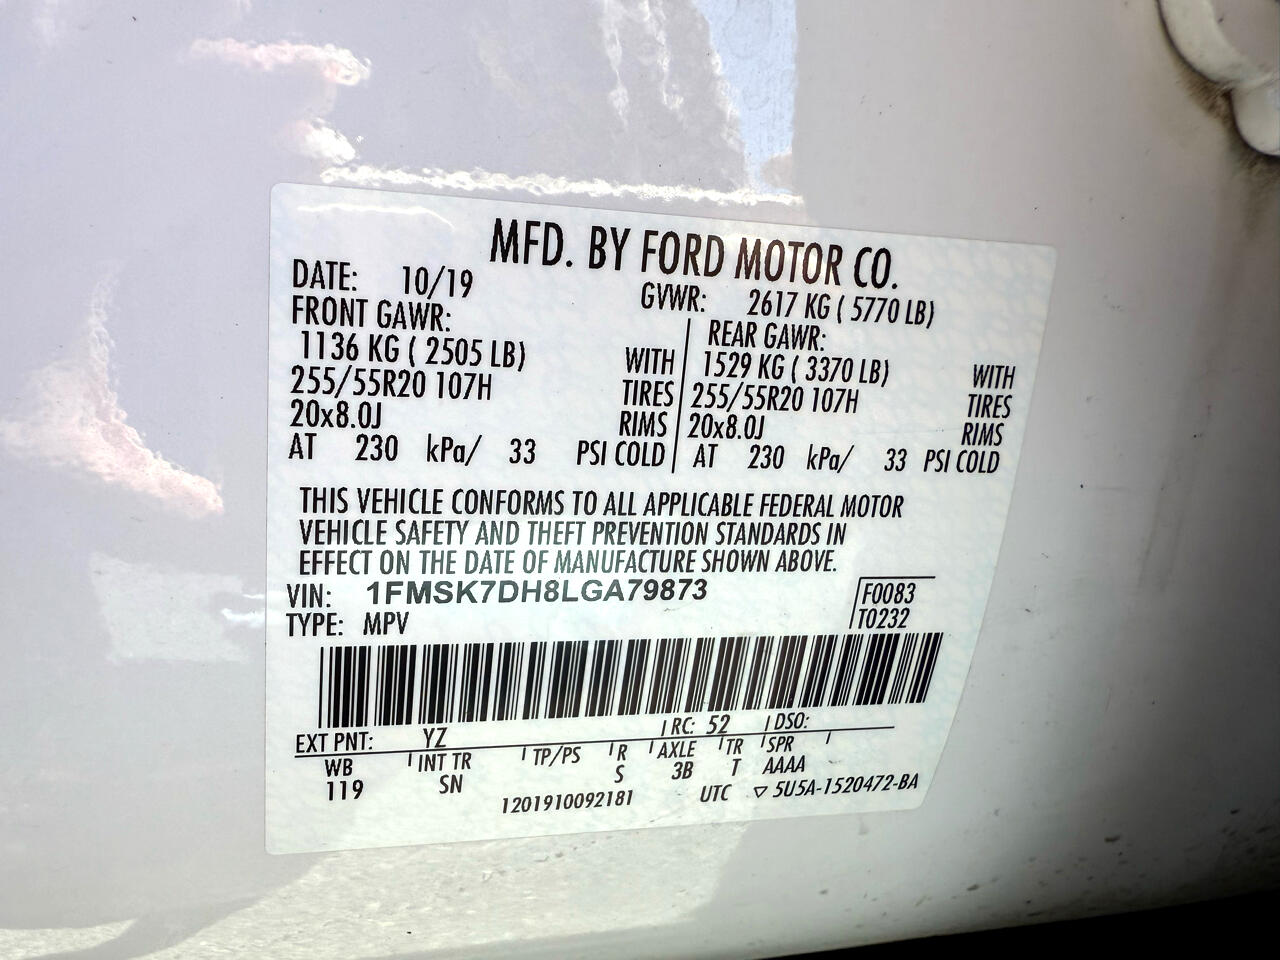 MFD. BY FORD MOTOR CO.
DATE: 10/19 GVWR: 2617 KG ( 5770 LB)
FRONT GAWR: REAR GAWR:
1136 KG ( 2505 LB) WITH 1529 KG ( 3370 LB) WITH
255/55R20 107H TIRES 255/55R20 107H TIRES
20x8.0J RIMS 20x8.0J RIMS
AT 230 kPa/ 33 PSI COLD AT 230 kPa/ 33 PSI COLD
THIS VEHICLE CONFORMS TO ALL APPLICABLE FEDERAL MOTOR
VEHICLE SAFETY AND THEFT PREVENTION STANDARDS IN
EFFECT ON THE DATE OF MANUFACTURE SHOWN ABOVE.
VIN: 1FMSK7DH8LGA79873 F0083
TYPE: MPV T0232
EXT PNT: YZ RC: 52 DSO:
WB INT TR TP/PS R AXLE TR SPR
119 SN S 3B T AAAA
1201910092181 UTC ▽ 5U5A-1520472-BA